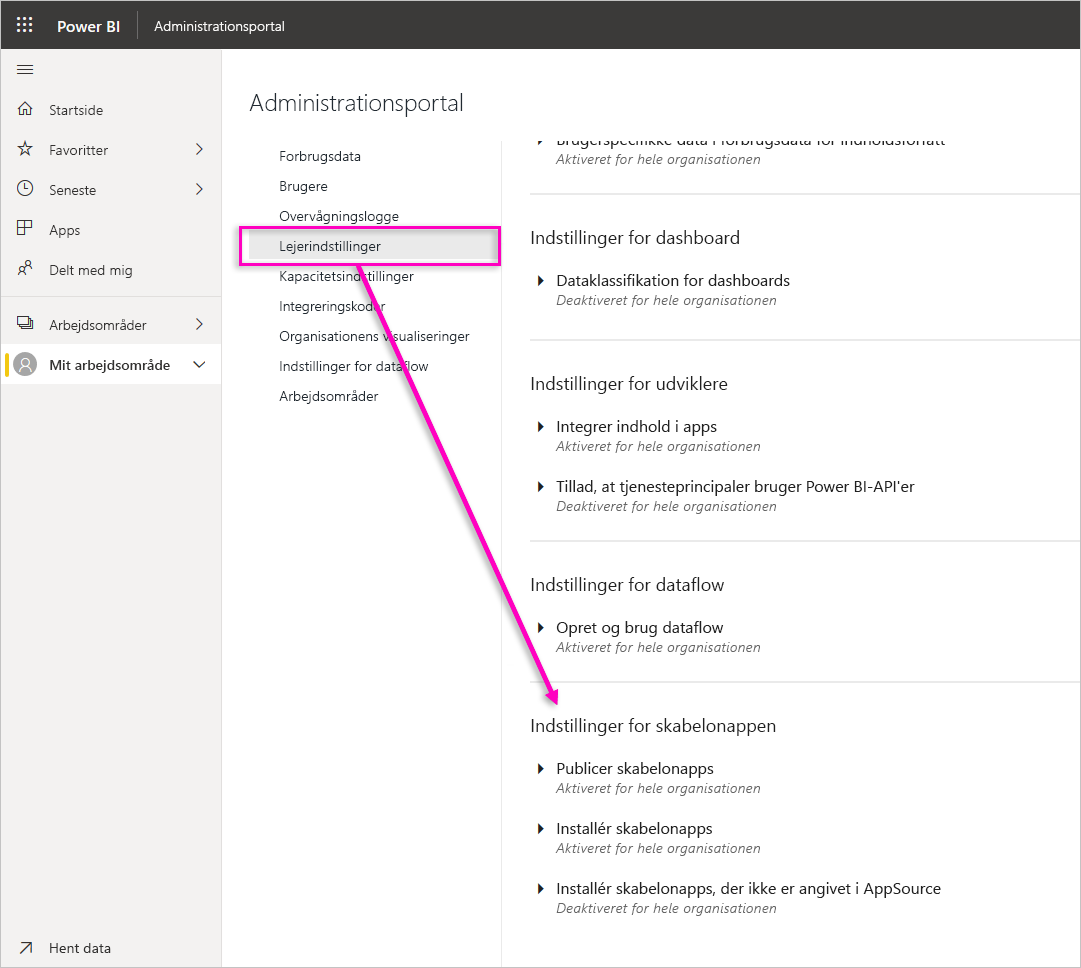 Power BI
Administrationsportal
Startside
Favoritter
Seneste
Apps
Delt med mig
Arbejdsområder
Mit arbejdsområde
Hent data
Administrationsportal
Forbrugsdata
Brugere
Overvågningslogge
Lejerindstillinger
Kapacitetsindstillinger
Integreringskoder
Organisationens visualiseringer
Indstillinger for dataflow
Arbejdsområder
Brugerspecifikke data i forbrugsdata for indholdsforfatt
Aktiveret for hele organisationen
Indstillinger for dashboard
Dataklassifikation for dashboards
Deaktiveret for hele organisationen
Indstillinger for udviklere
Integrer indhold i apps
Aktiveret for hele organisationen
Tillad, at tjenesteprincipaler bruger Power BI-API'er
Deaktiveret for hele organisationen
Indstillinger for dataflow
Opret og brug dataflow
Aktiveret for hele organisationen
Indstillinger for skabelonappen
Publicer skabelonapps
Aktiveret for hele organisationen
Installér skabelonapps
Aktiveret for hele organisationen
Installér skabelonapps, der ikke er angivet i AppSource
Deaktiveret for hele organisationen